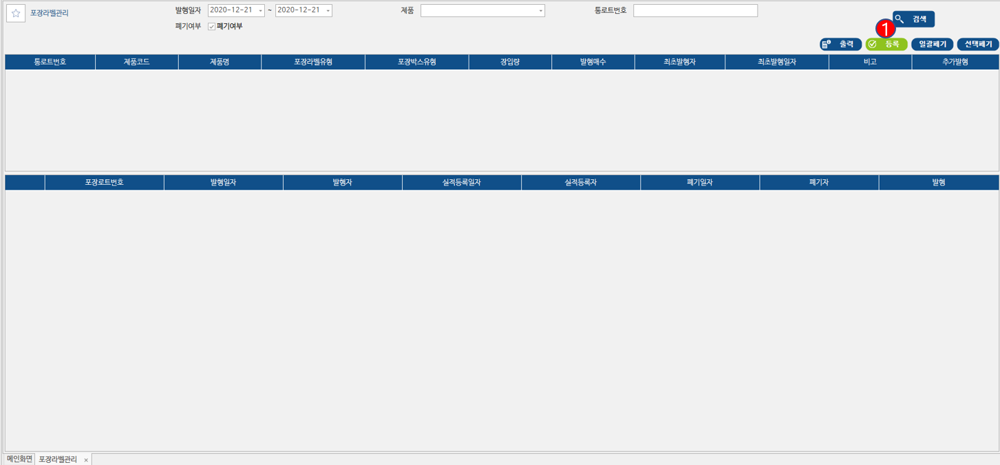 포장라벨관리 발행일자 2020-12-21 ~ 2020-12-21 제품 통로트번호
폐기여부 폐기여부 검색
1
출력 등록 일괄폐기 선택폐기
통로트번호 제품코드 제품명 포장라벨유형 포장박스유형 장입량 발행매수 최초발행자 최초발행일자 비고 추가발행
포장로트번호 발행일자 발행자 실적등록일자 실적등록자 폐기일자 폐기자 발행
메인화면 포장라벨관리 ×